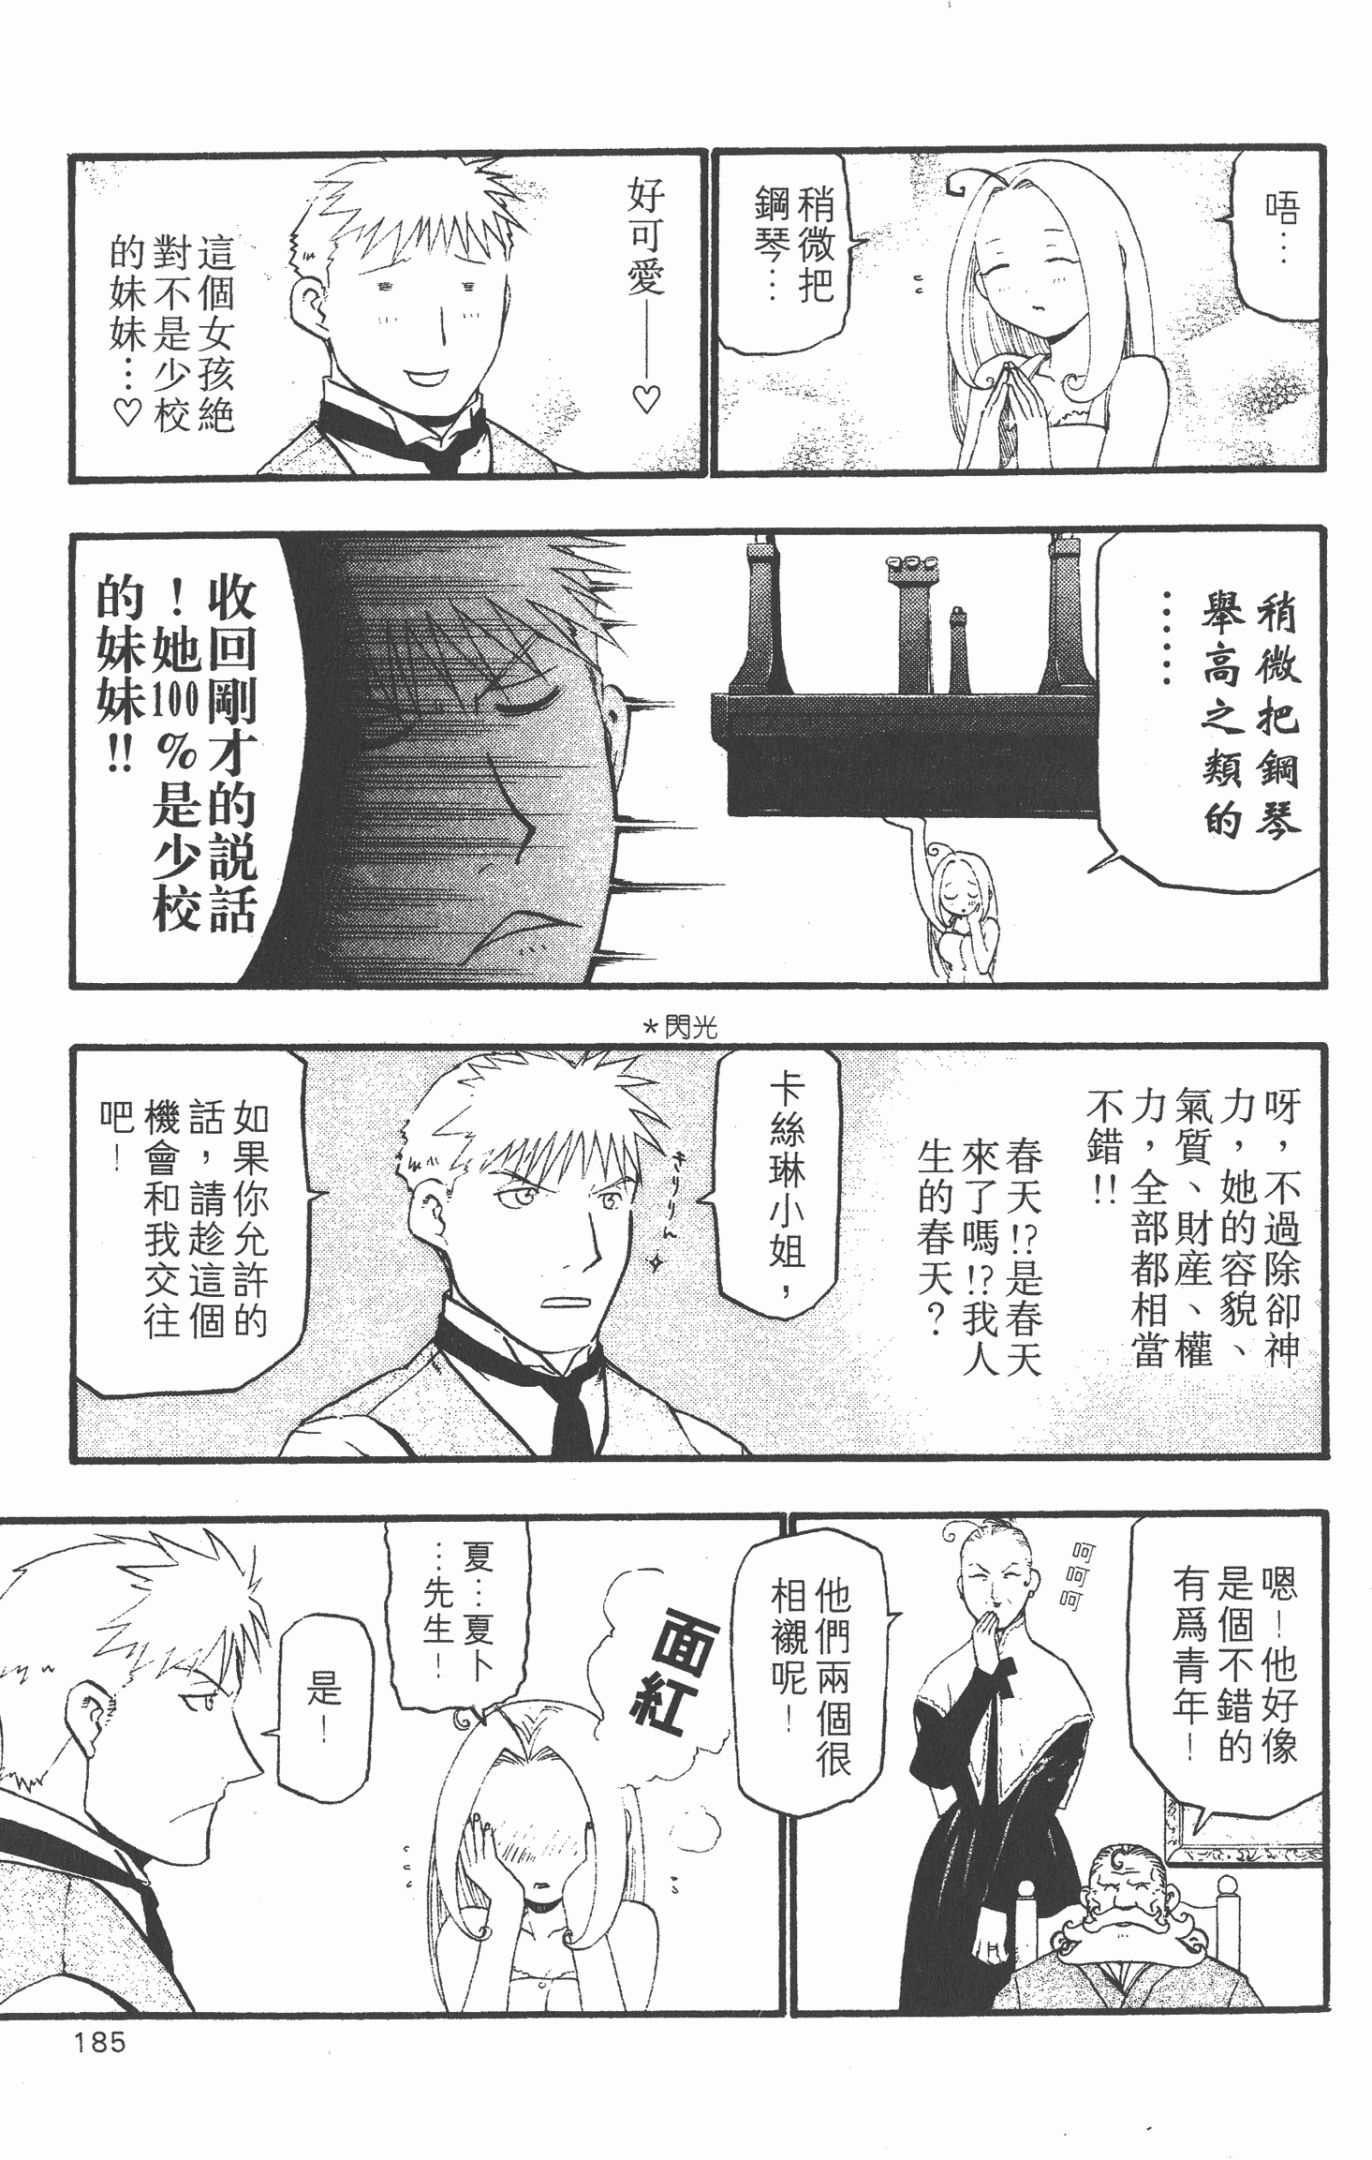 唔…
稍微把
鋼琴…
好可愛——♡
這個女孩絕
對不是少校
的妹妹…♡
稍微把鋼琴
舉高之類的
……
收回剛才的説話
！她100%是少校
的妹妹!!
＊閃光
呀，不過除卻神
力，她的容貌、
氣質、財産、權
力，全部都相當
不錯!!
春天!?是春天
來了嗎!?我人
生的春天？
卡絲琳小姐，
きりりん
如果你允許的
話，請趁這個
機會和我交往
吧！
嗯！他好像
是個不錯的
有爲青年！
呵呵呵
他們兩個很
相襯呢！
面紅
夏…夏卜
…先生！
是！
185